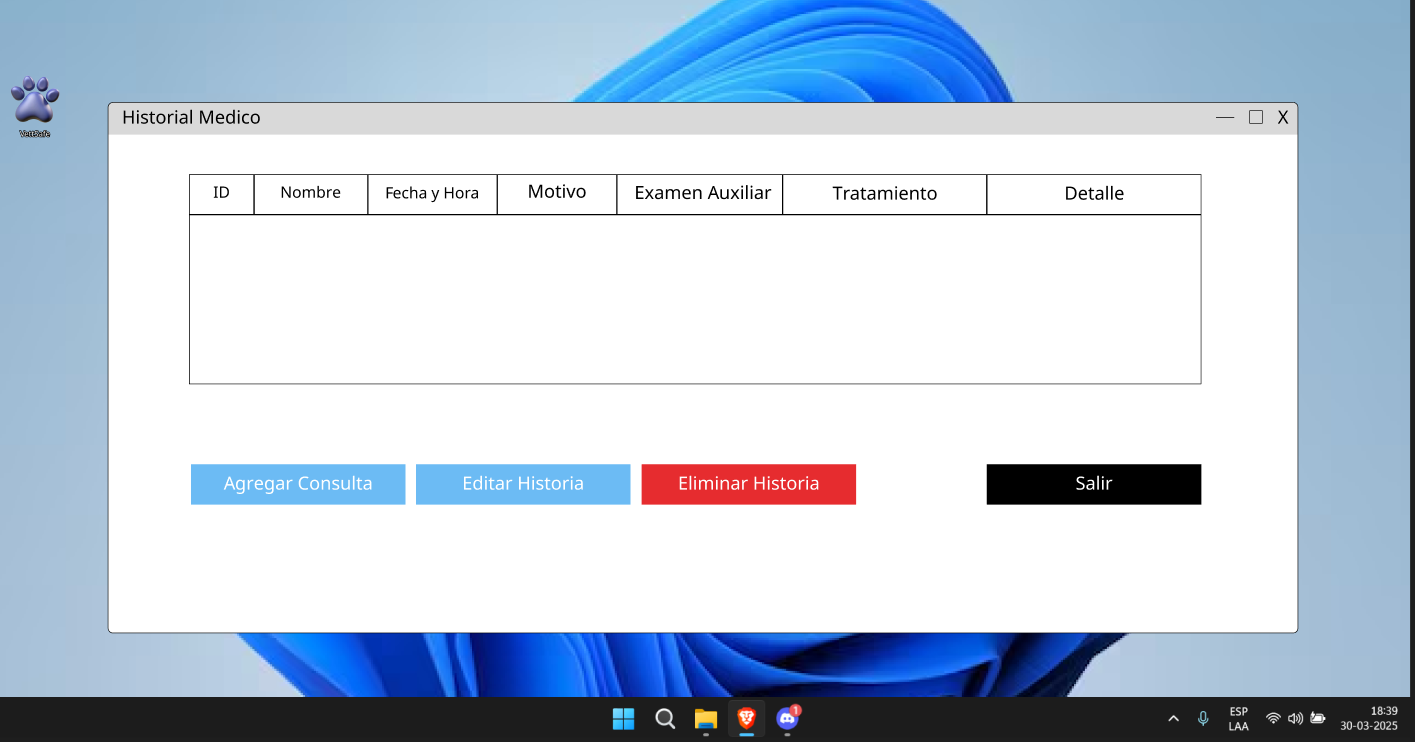 Historial Medico
X
VettSafe
ID
Nombre
Fecha y Hora
Motivo
Examen Auxiliar
Tratamiento
Detalle
Agregar Consulta
Editar Historia
Eliminar Historia
Salir
1
ESP
LAA
18:39
30-03-2025